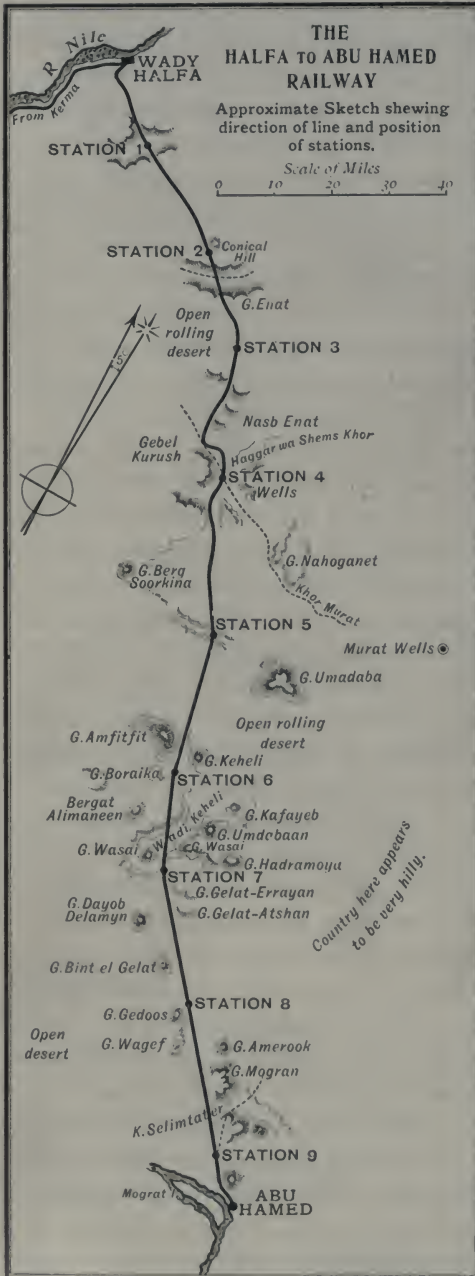 THE
HALFA TO ABU HAMED
RAILWAY
Approximate Sketch shewing
direction of line and position
of stations.
Scale of Miles
0 10 20 30 40
R. Nile
WADY
HALFA
From Kerma
STATION 1
STATION 2
Conical
Hill
G. Enat
Open
rolling
desert
STATION 3
Nasb Enat
Gebel
Kurush
Haggar wa Shems Khor
STATION 4
Wells
G. Nahoganet
Khor Murat
G. Berg
Soorkina
STATION 5
Murat Wells
G. Umadaba
Open rolling
desert
G. Amfitfit
G. Keheli
G. Boraika
STATION 6
Bergat
Alimaneen
Wadi Keheli
G. Kafayeb
G. Umdobaan
G. Wasai
G. Wasai
G. Hadramoyu
STATION 7
G. Gelat-Errayan
G. Dayob
Delamyn
G. Gelat-Atshan
Country here appears
to be very hilly.
G. Bint el Gelat
STATION 8
G. Gedoos
Open
desert
G. Wagef
G. Amerook
G. Mogran
K. Selimtater
STATION 9
Mograt I.
ABU
HAMED